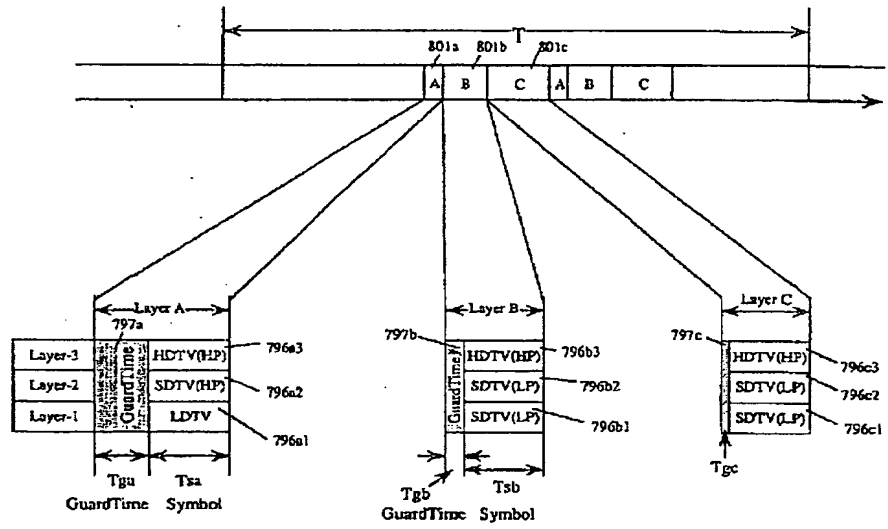 T
801a 801b 801c
A B C A B C
Layer A Layer B Layer C
797a 797b 797c
Layer-3 GuardTime HDTV(HP) 796a3 GuardTime HDTV(HP) 796b3 HDTV(HP) 796c3
Layer-2 SDTV(HP) 796a2 SDTV(LP) 796b2 SDTV(LP) 796c2
Layer-1 LDTV 796a1 SDTV(LP) 796b1 SDTV(LP) 796c1
Tga Tsa Tgb Tsb Tgc
GuardTime Symbol GuardTime Symbol